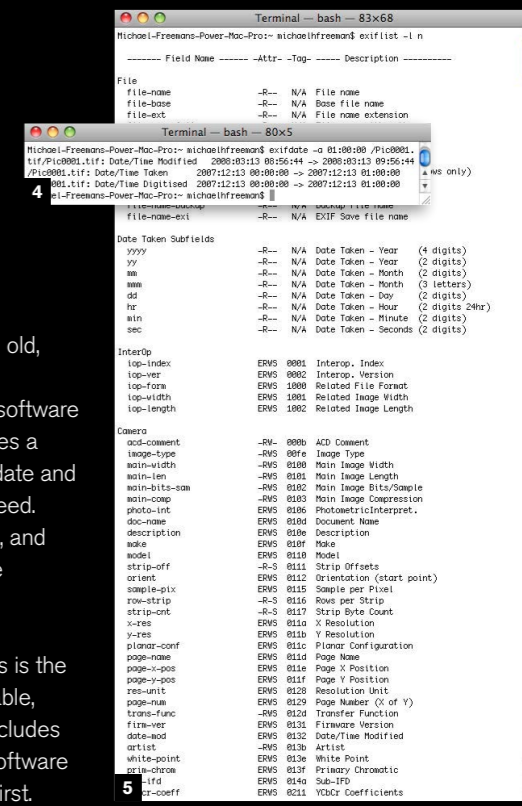 Terminal — bash — 83×68
Michael-Freemans-Power-Mac-Pro:~ michaelhfreeman$ exiflist -l n
------- Field Name ------ -Attr- -Tag- ----- Description ----------
File
file-name -R-- N/A File name
file-base -R-- N/A Base file name
file-ext -R-- N/A File name extension
Terminal — bash — 80×5
Michael-Freemans-Power-Mac-Pro:~ michaelhfreeman$ exifdate -a 01:00:00 /Pic0001.
tif/Pic0001.tif: Date/Time Modified 2008:03:13 08:56:44 -> 2008:03:13 09:56:44
/Pic0001.tif: Date/Time Taken 2007:12:13 00:00:00 -> 2007:12:13 01:00:00
001.tif: Date/Time Digitised 2007:12:13 00:00:00 -> 2007:12:13 01:00:00
el-Freemans-Power-Mac-Pro:~ michaelhfreeman$
4
ws only)
file-name-backup -R-- N/A Backup File name
file-name-exi -R-- N/A EXIF Save file name
Date Taken Subfields
yyyy -R-- N/A Date Taken - Year (4 digits)
yy -R-- N/A Date Taken - Year (2 digits)
mm -R-- N/A Date Taken - Month (2 digits)
mmm -R-- N/A Date Taken - Month (3 letters)
dd -R-- N/A Date Taken - Day (2 digits)
hr -R-- N/A Date Taken - Hour (2 digits 24hr)
min -R-- N/A Date Taken - Minute (2 digits)
sec -R-- N/A Date Taken - Seconds (2 digits)
InterOp
iop-index ERWS 0001 Interop. Index
iop-ver ERWS 0002 Interop. Version
iop-form ERWS 1000 Related File Format
iop-width ERWS 1001 Related Image Width
iop-length ERWS 1002 Related Image Length
Camera
acd-comment -RW- 000b ACD Comment
image-type -RWS 00fe Image Type
main-width -RWS 0100 Main Image Width
main-len -RWS 0101 Main Image Length
main-bits-sam -RWS 0102 Main Image Bits/Sample
main-comp -RWS 0103 Main Image Compression
photo-int ERWS 0106 PhotometricInterpret.
doc-name ERWS 010d Document Name
description ERWS 010e Description
make ERWS 010f Make
model ERWS 0110 Model
strip-off -R-S 0111 Strip Offsets
orient ERWS 0112 Orientation (start point)
sample-pix ERWS 0115 Sample per Pixel
row-strip -R-S 0116 Rows per Strip
strip-cnt -R-S 0117 Strip Byte Count
x-res ERWS 011a X Resolution
y-res ERWS 011b Y Resolution
planar-conf ERWS 011c Planar Configuration
page-name ERWS 011d Page Name
page-x-pos ERWS 011e Page X Position
page-y-pos ERWS 011f Page Y Position
res-unit ERWS 0128 Resolution Unit
page-num ERWS 0129 Page Number (X of Y)
trans-func -RWS 012d Transfer Function
firm-ver ERWS 0131 Firmware Version
date-mod ERWS 0132 Date/Time Modified
artist -RWS 013b Artist
white-point ERWS 013e White Point
prim-chrom ERWS 013f Primary Chromatic
-ifd ERWS 014a Sub-IFD
cr-coeff ERWS 0211 YCbCr Coefficients
5
old,
software
es a
date and
eed.
, and
e
s is the
able,
cludes
oftware
irst.